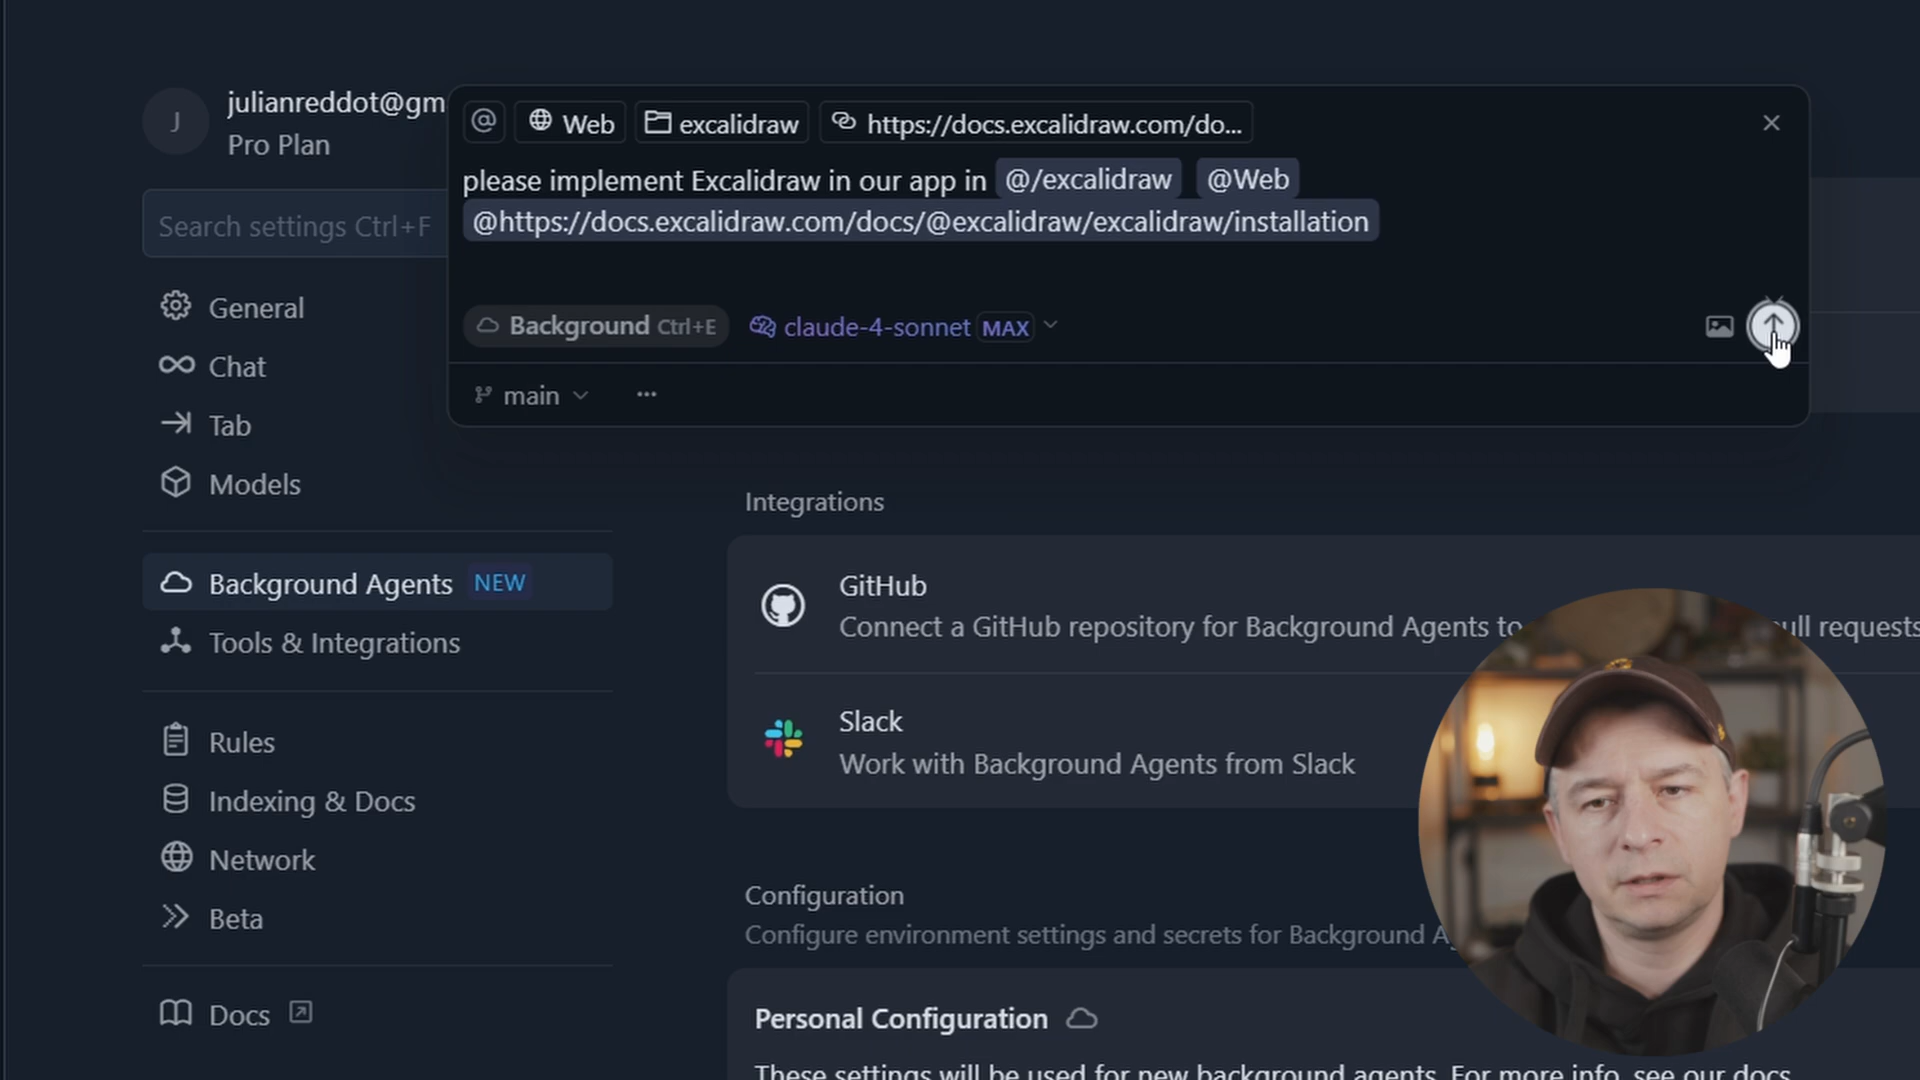 J
julianreddot@gm
Pro Plan
Search settings Ctrl+F
General
Chat
Tab
Models
Background Agents NEW
Tools & Integrations
Rules
Indexing & Docs
Network
Beta
Docs
@ Web excalidraw https://docs.excalidraw.com/do...
please implement Excalidraw in our app in @/excalidraw @Web
@https://docs.excalidraw.com/docs/@excalidraw/excalidraw/installation
Background Ctrl+E claude-4-sonnet MAX
main ...
Integrations
GitHub
Connect a GitHub repository for Background Agents to ull requests
Slack
Work with Background Agents from Slack
Configuration
Configure environment settings and secrets for Background Ag
Personal Configuration
These settings will be used for new background agents. For more info, see our docs